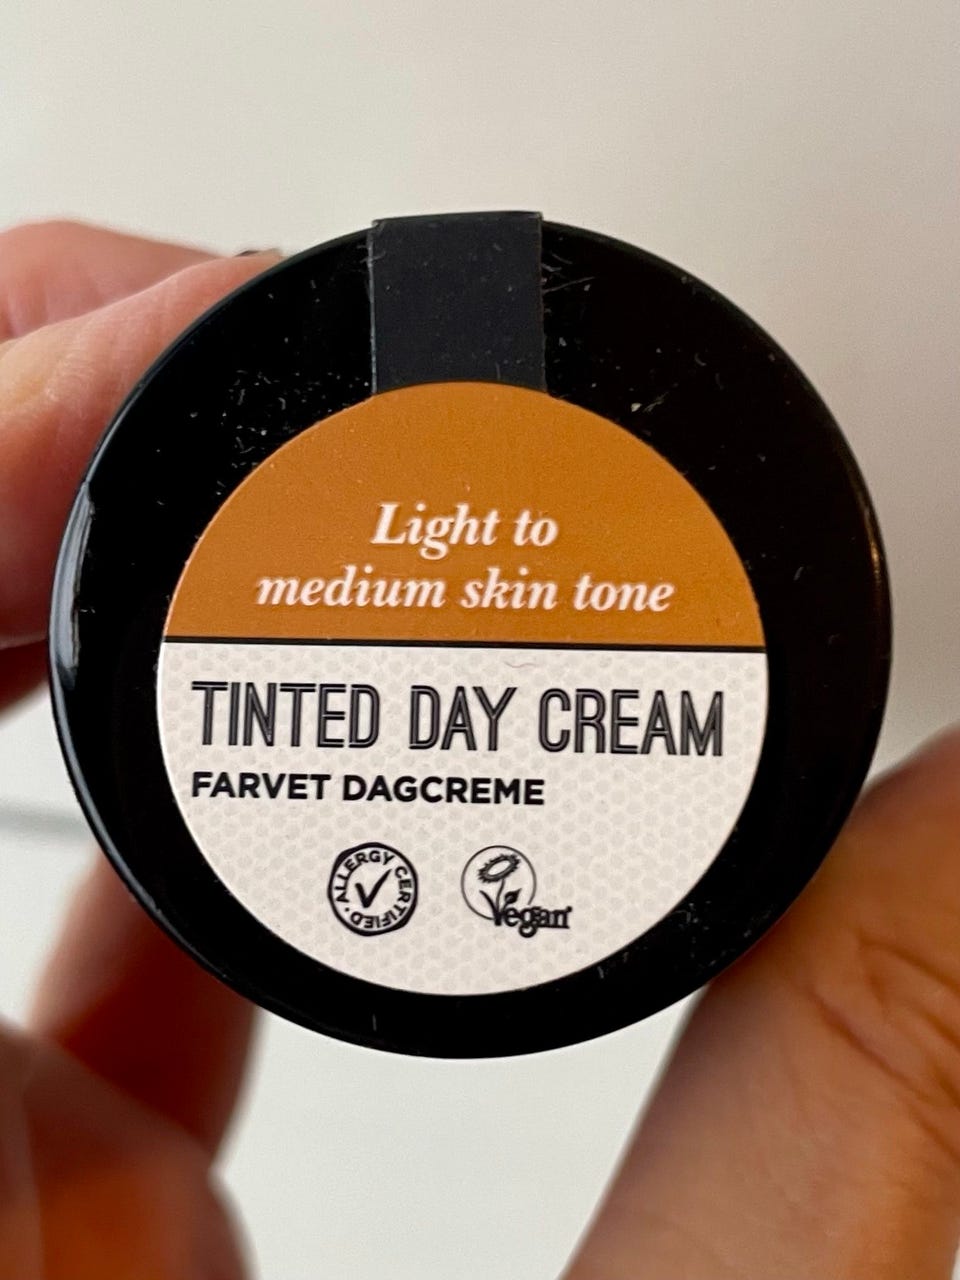 Light to
medium skin tone
TINTED DAY CREAM
FARVET DAGCREME
ALLERGY CERTIFIED
Vegan